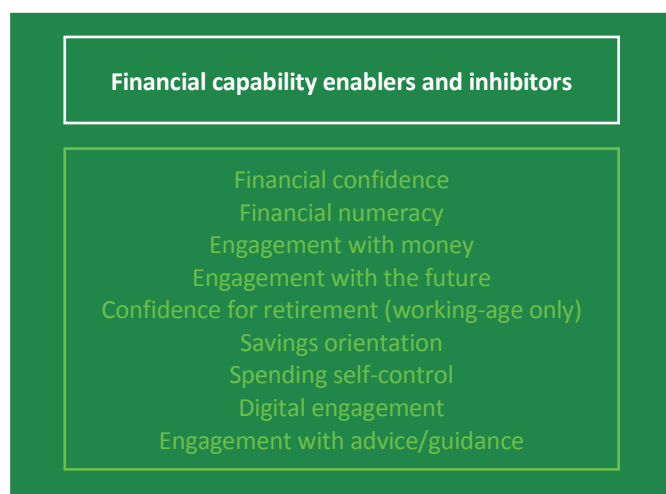 Financial capability enablers and inhibitors
Financial confidence
Financial numeracy
Engagement with money
Engagement with the future
Confidence for retirement (working-age only)
Savings orientation
Spending self-control
Digital engagement
Engagement with advice/guidance